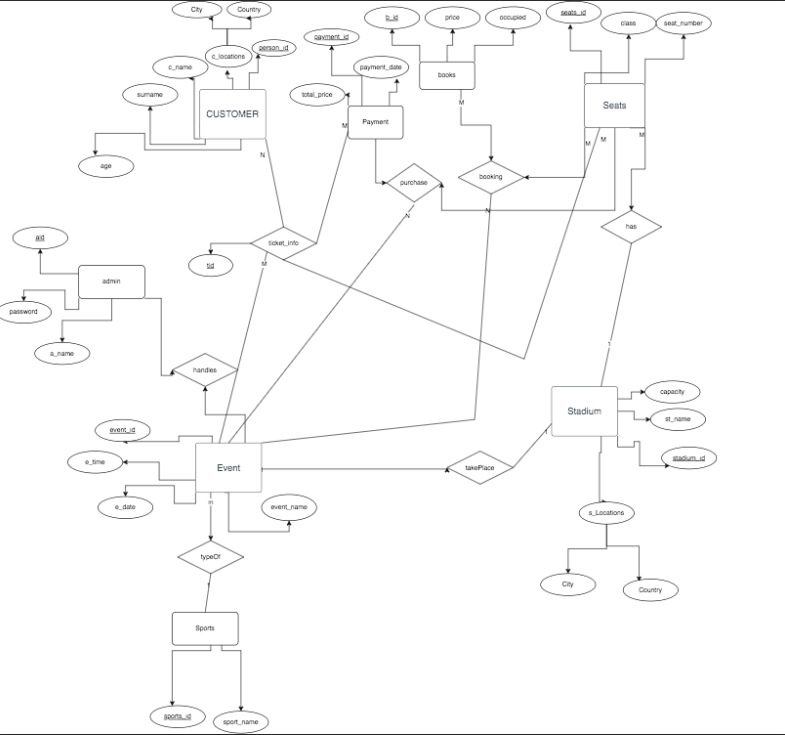 City
Country
b_id
price
occupied
seats_id
class
seat_number
payment_id
c_locations
person_id
c_name
payment_date
books
surname
total_price
CUSTOMER
Payment
Seats
M
M
M
M
M
N
age
purchase
booking
N
N
has
aid
ticket_info
tid
M
admin
password
a_name
handles
1
capacity
Stadium
st_name
event_id
1
stadium_id
e_time
Event
takePlace
e_date
m
event_name
s_Locations
typeOf
City
Country
Sports
sports_id
sport_name